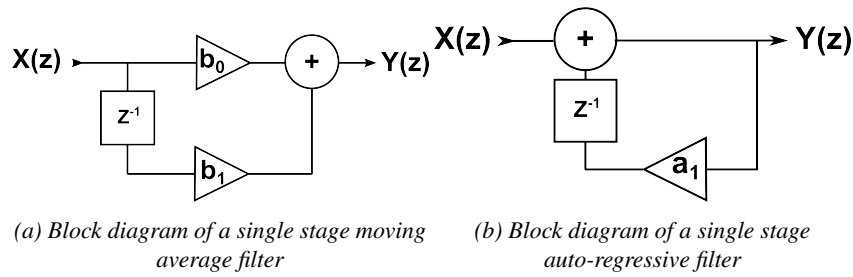 X(z)
b₀
+
Y(z)
z⁻¹
b₁
(a) Block diagram of a single stage moving
average filter
X(z)
+
Y(z)
z⁻¹
a₁
(b) Block diagram of a single stage
auto-regressive filter